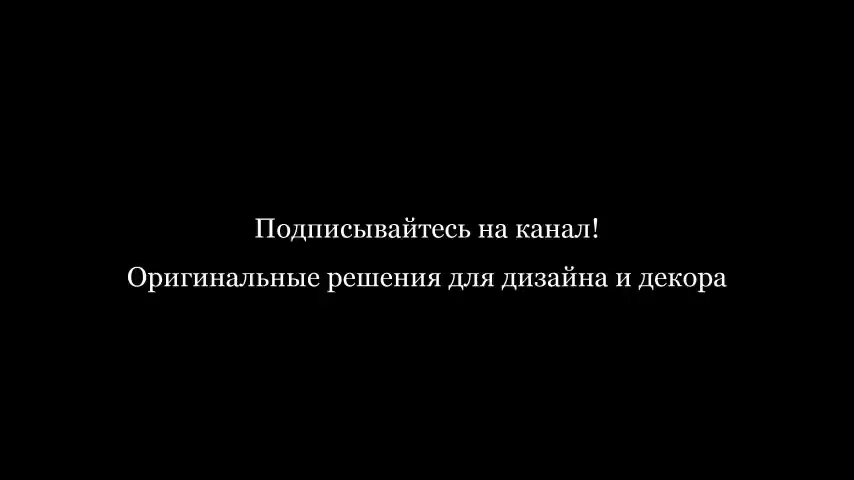 Подписывайтесь на канал!
Оригинальные решения для дизайна и декора